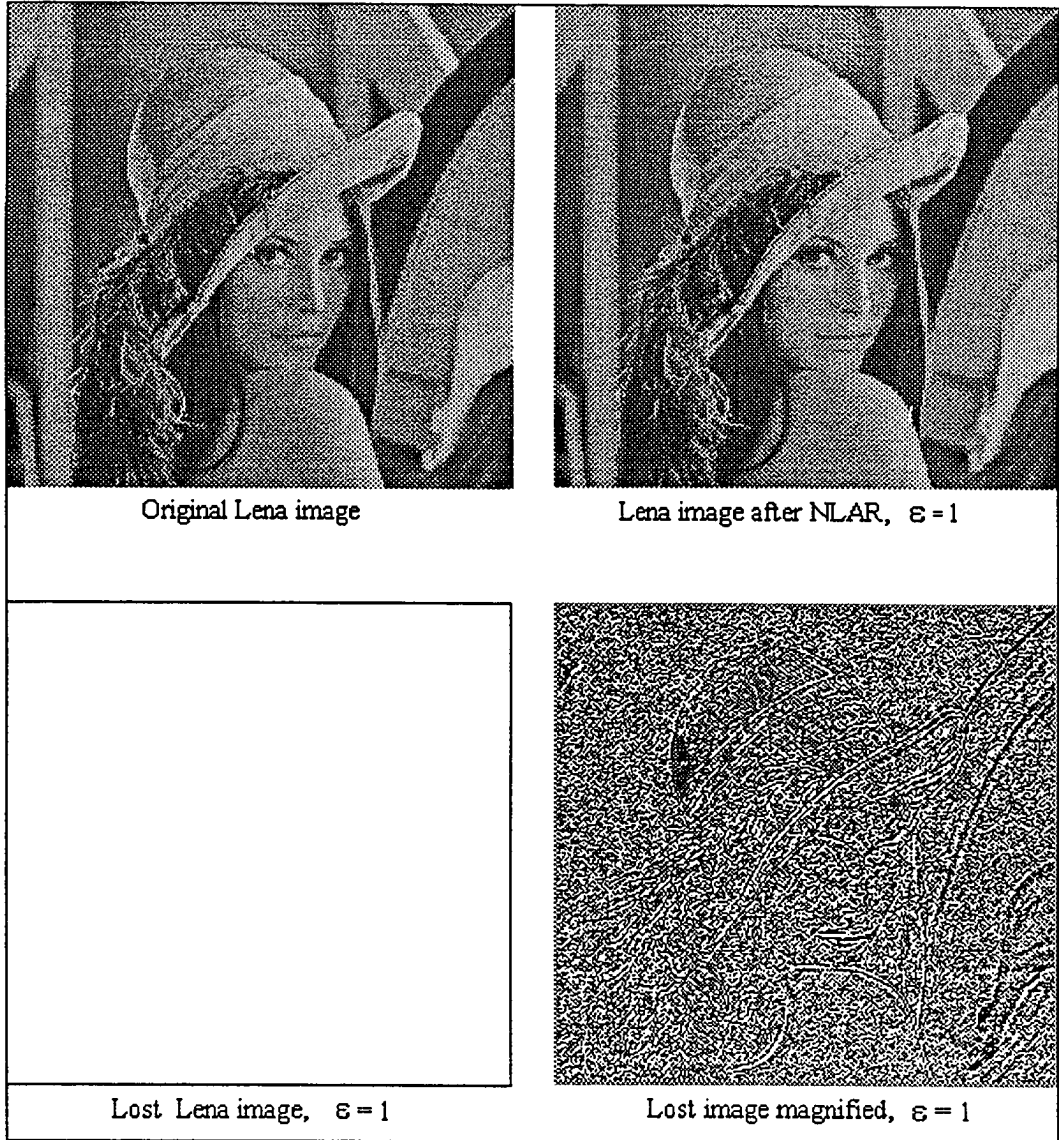 Original Lena image
Lena image after NLAR, ε = 1
Lost Lena image, ε = 1
Lost image magnified, ε = 1